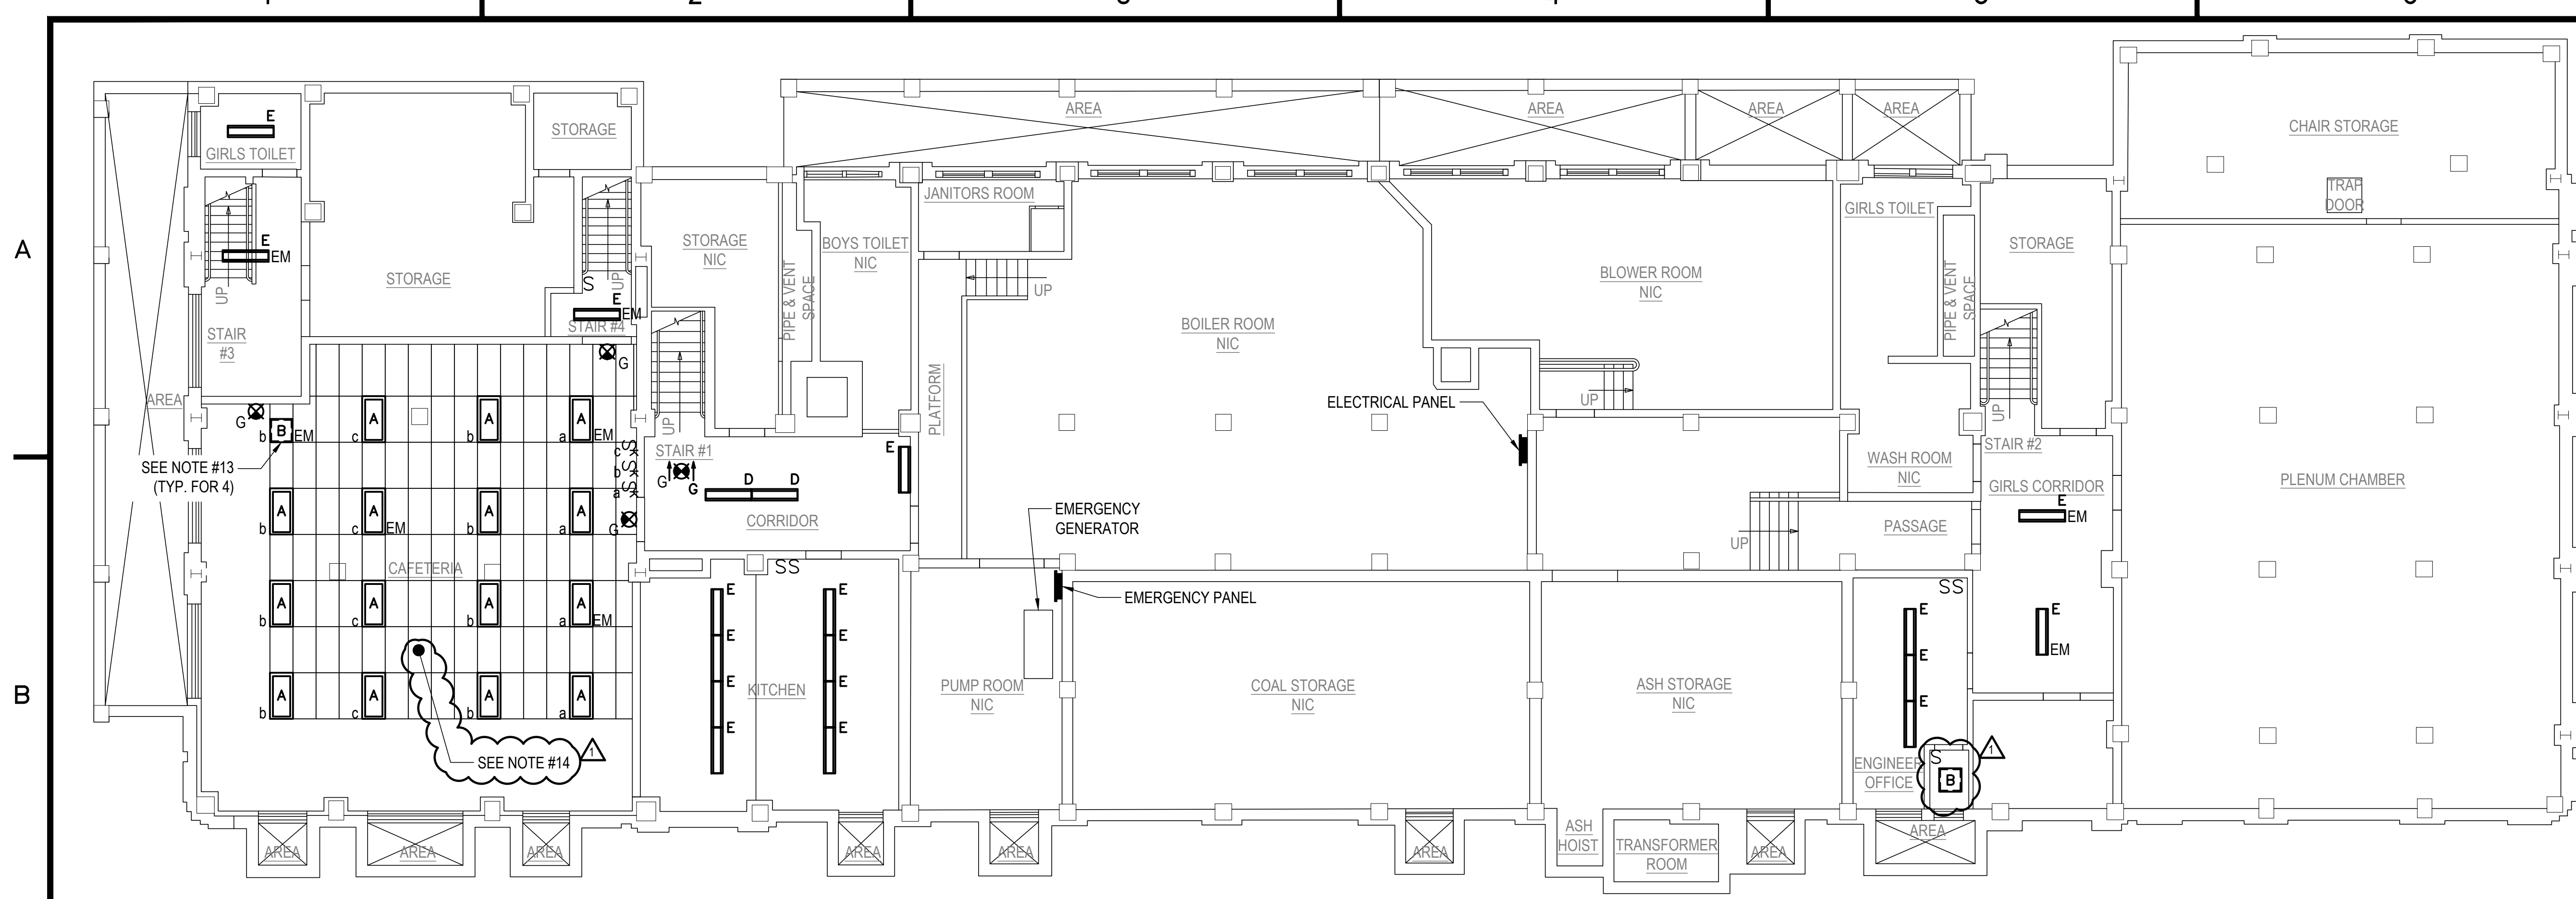 2
A
B
AREA
AREA
AREA
AREA
CHAIR STORAGE
TRAP
DOOR
E
GIRLS TOILET
STORAGE
JANITORS ROOM
GIRLS TOILET
E
EM
UP
STAIR
#3
STORAGE
S
UP
E
EM
STAIR #4
STORAGE
NIC
PIPE & VENT
SPACE
BOYS TOILET
NIC
UP
BOILER ROOM
NIC
BLOWER ROOM
NIC
PIPE & VENT
SPACE
STORAGE
G
PLATFORM
ELECTRICAL PANEL
UP
UP
STAIR #2
AREA
G
b
B
EM
SEE NOTE #13
(TYP. FOR 4)
A
c
A
b
A
a
EM
S
c
S
b
S
a
UP
STAIR #1
G
G
D
D
E
CORRIDOR
G
WASH ROOM
NIC
GIRLS CORRIDOR
E
EM
PLENUM CHAMBER
A
b
A
c
EM
A
b
A
a
CAFETERIA
EMERGENCY
GENERATOR
UP
PASSAGE
SS
SS
EMERGENCY PANEL
A
b
A
c
A
b
A
a
EM
E
E
E
E
E
E
E
E
KITCHEN
PUMP ROOM
NIC
COAL STORAGE
NIC
ASH STORAGE
NIC
E
E
E
E
EM
A
b
A
c
A
b
A
a
SEE NOTE #14
1
ENGINEER
OFFICE
S
B
1
AREA
AREA
AREA
AREA
AREA
AREA
ASH
HOIST
TRANSFORMER
ROOM
AREA
AREA